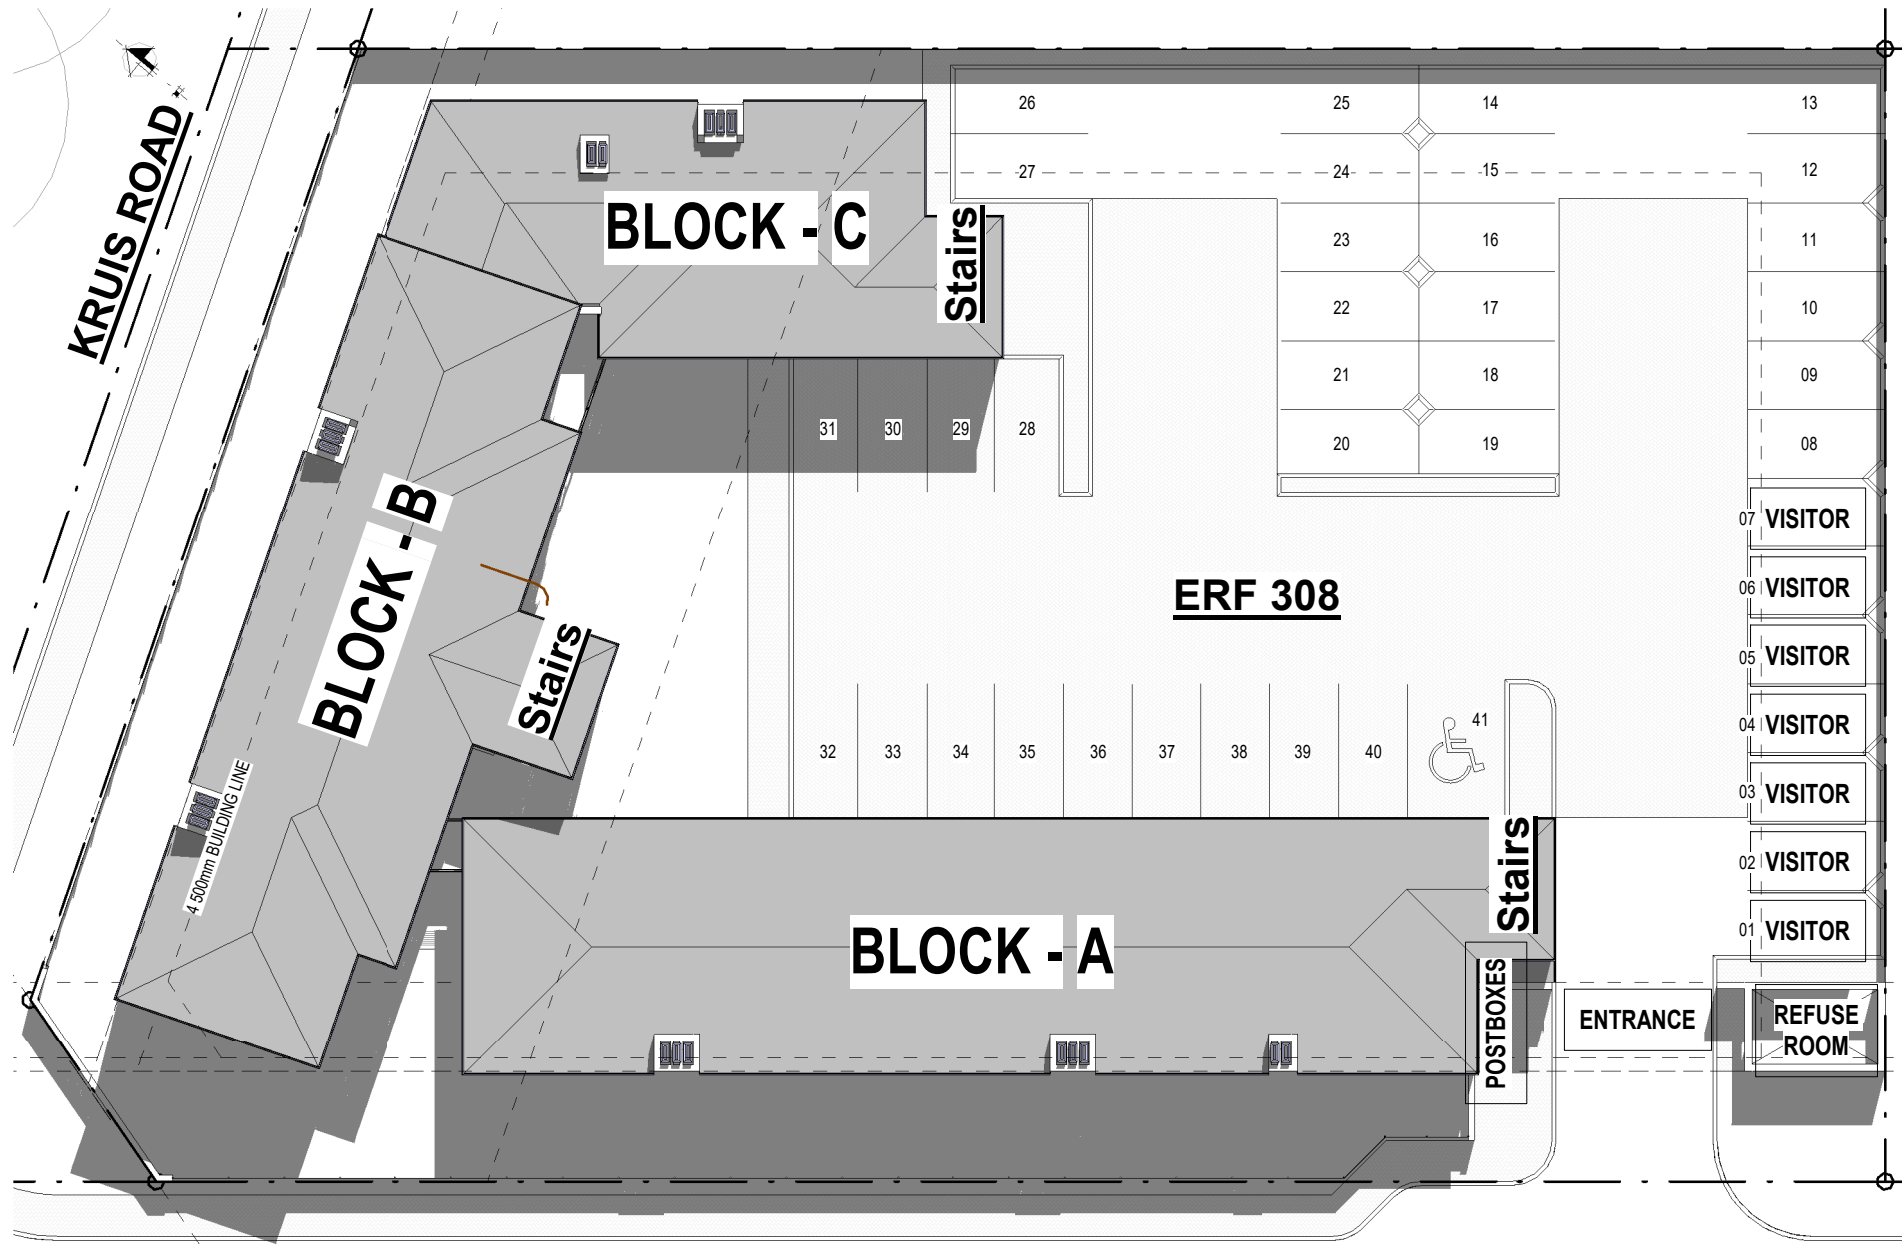 KRUIS ROAD
26
25
14
13
27
24
15
12
BLOCK - C
Stairs
23
16
11
22
17
10
21
18
09
31
30
29
28
20
19
08
07 VISITOR
BLOCK - B
ERF 308
06 VISITOR
Stairs
05 VISITOR
41
04 VISITOR
32
33
34
35
36
37
38
39
40
03 VISITOR
4 500mm BUILDING LINE
Stairs
02 VISITOR
01 VISITOR
BLOCK - A
POSTBOXES
ENTRANCE
REFUSE
ROOM